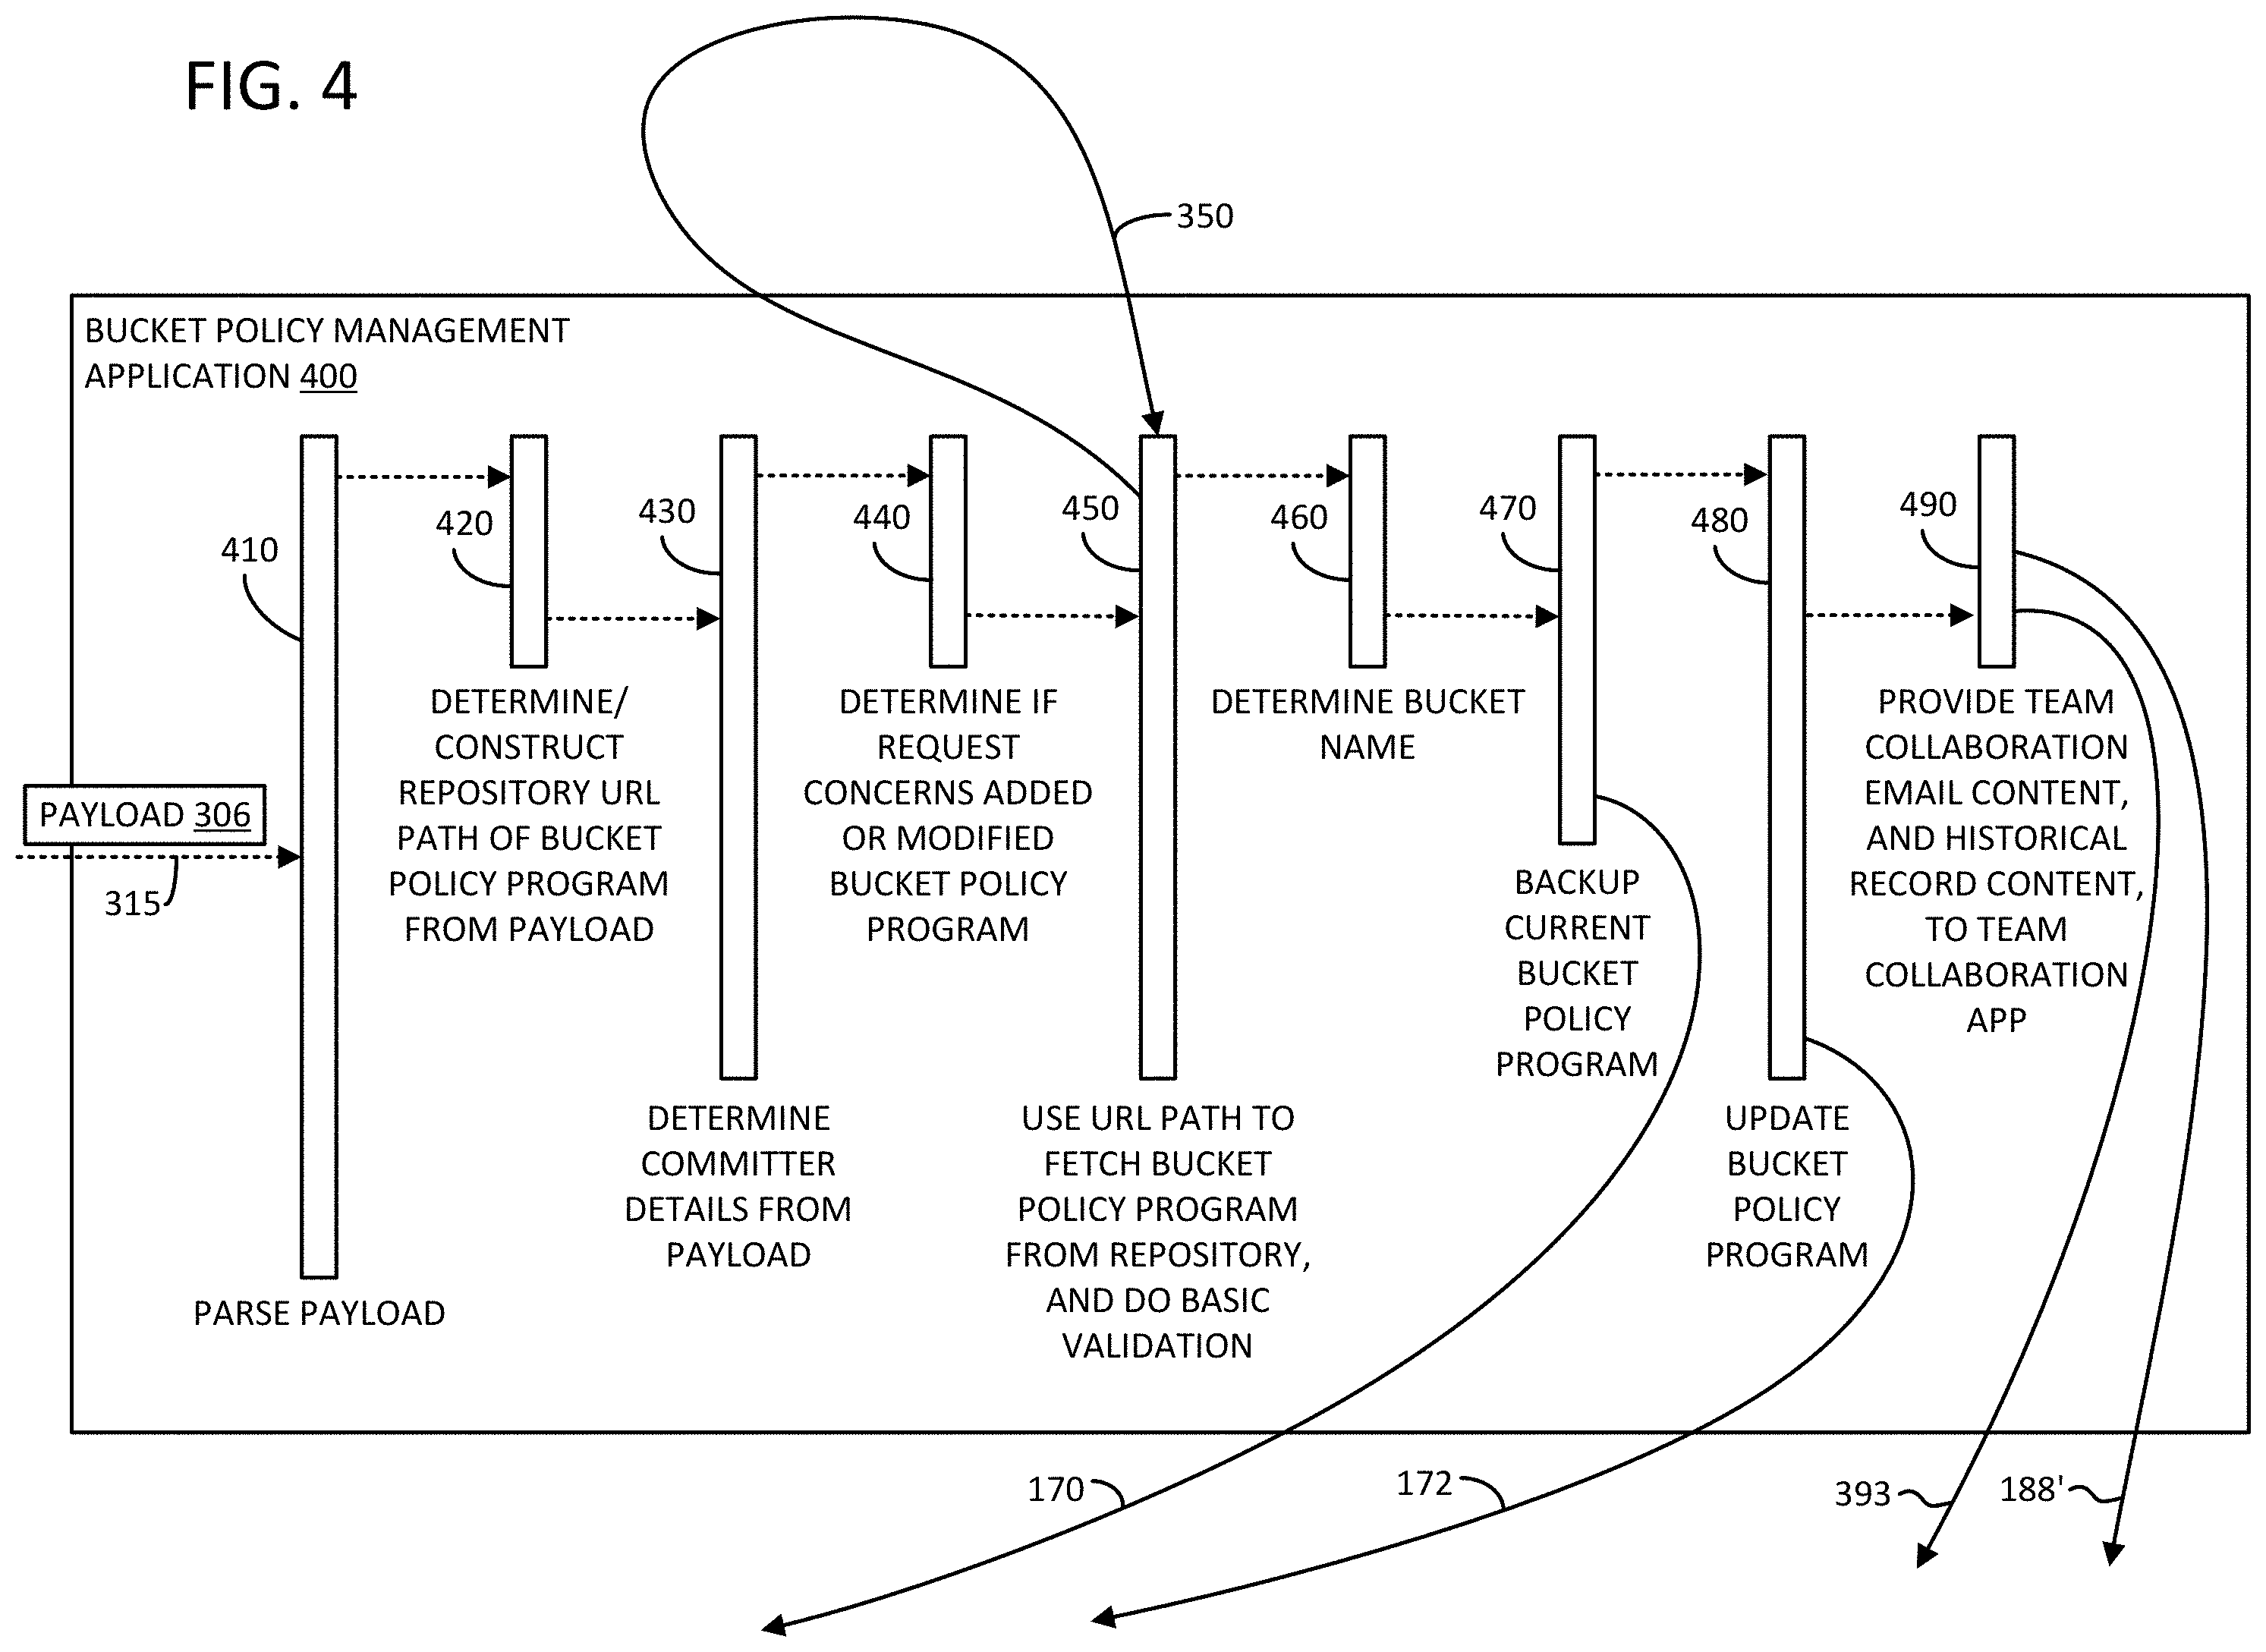 FIG. 4
350
BUCKET POLICY MANAGEMENT
APPLICATION 400
410
420
430
440
450
460
470
480
490
PAYLOAD 306
315
PARSE PAYLOAD
DETERMINE/
CONSTRUCT
REPOSITORY URL
PATH OF BUCKET
POLICY PROGRAM
FROM PAYLOAD
DETERMINE
COMMITTER
DETAILS FROM
PAYLOAD
DETERMINE IF
REQUEST
CONCERNS ADDED
OR MODIFIED
BUCKET POLICY
PROGRAM
USE URL PATH TO
FETCH BUCKET
POLICY PROGRAM
FROM REPOSITORY,
AND DO BASIC
VALIDATION
DETERMINE BUCKET
NAME
BACKUP
CURRENT
BUCKET
POLICY
PROGRAM
UPDATE
BUCKET
POLICY
PROGRAM
PROVIDE TEAM
COLLABORATION
EMAIL CONTENT,
AND HISTORICAL
RECORD CONTENT,
TO TEAM
COLLABORATION
APP
170
172
393
188'